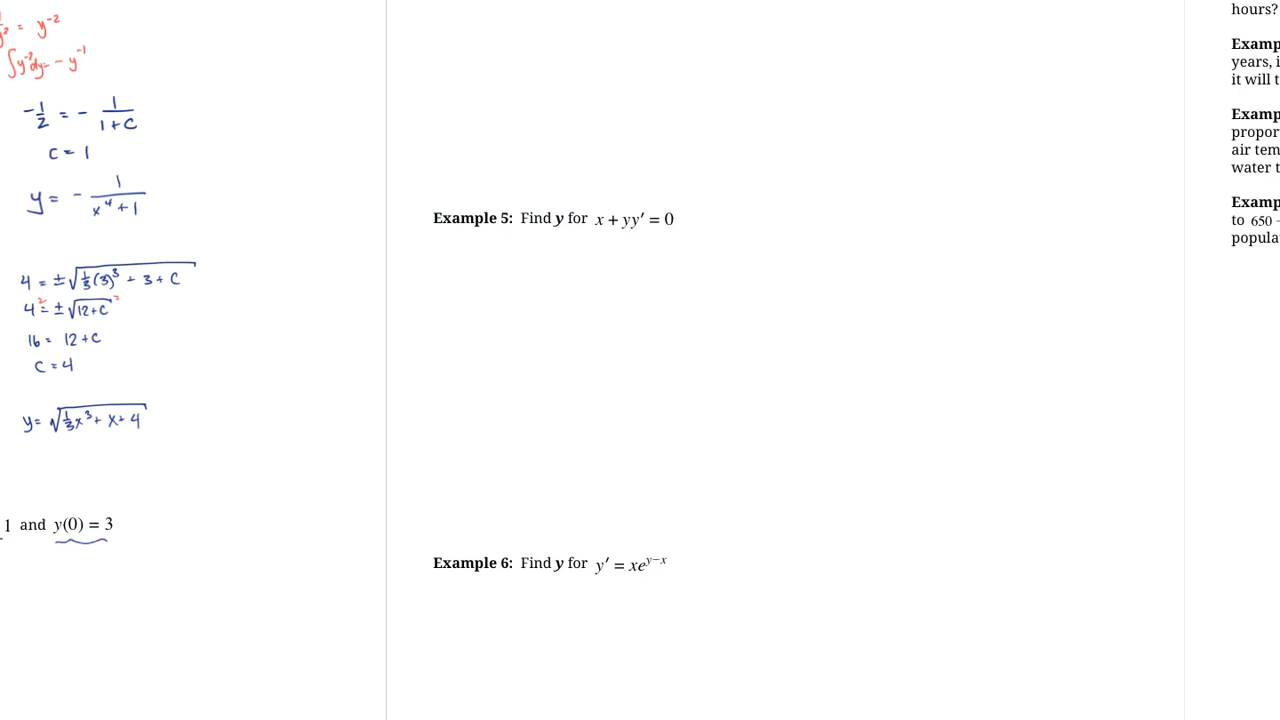 = y⁻²
∫y⁻²dy = - y⁻¹
-1/2 = - 1/(1+C)
C = 1
y = - 1/(x⁴+1)
4 = ±√(1/3(3)³ + 3 + C)
4² = ±√(12+C)²
16 = 12+C
C = 4
y = √(1/3x³ + x + 4)
1 and y(0) = 3
Example 5: Find y for x + yy′ = 0
Example 6: Find y for y′ = xe^(y−x)
hours?
Examp
years, i
it will t
Examp
propor
air tem
water t
Examp
to 650
popula